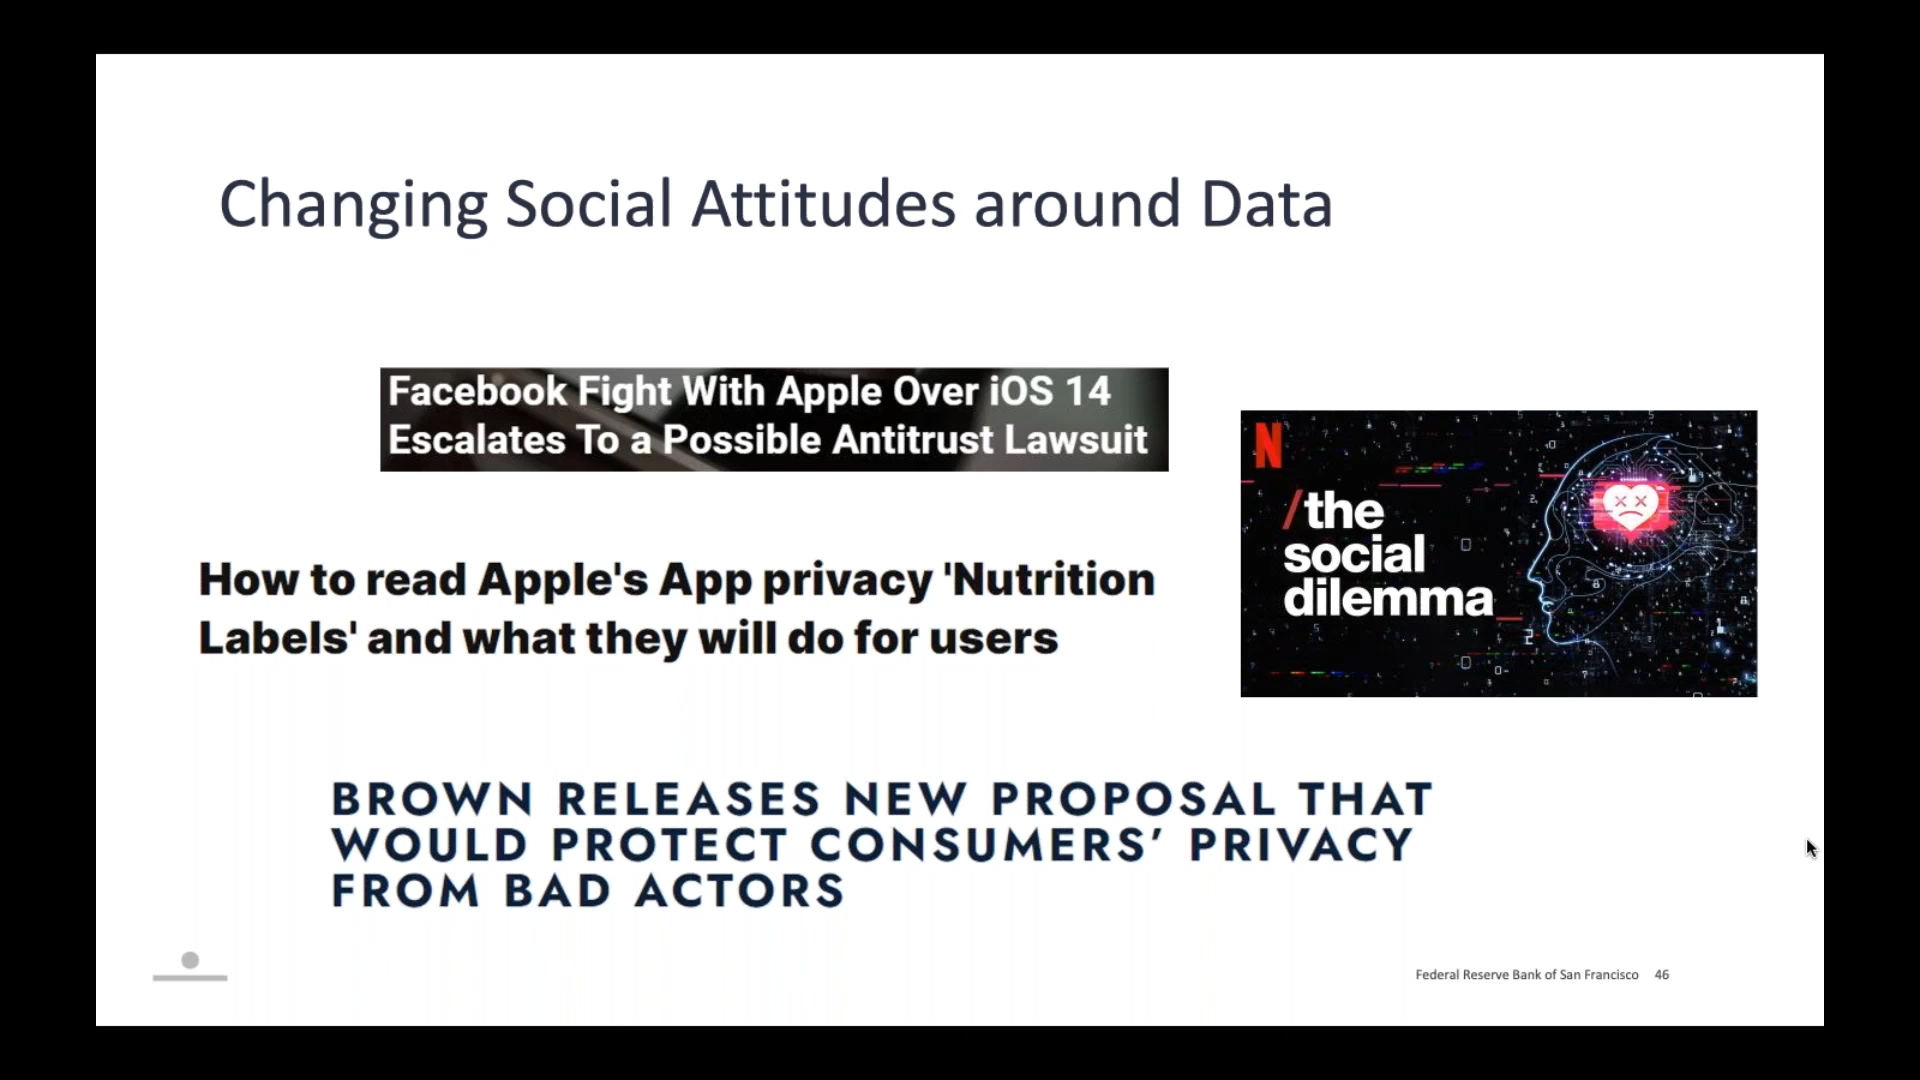 Changing Social Attitudes around Data
Facebook Fight With Apple Over iOS 14
Escalates To a Possible Antitrust Lawsuit
N
/the
social
dilemma_
How to read Apple's App privacy 'Nutrition
Labels' and what they will do for users
BROWN RELEASES NEW PROPOSAL THAT
WOULD PROTECT CONSUMERS’ PRIVACY
FROM BAD ACTORS
Federal Reserve Bank of San Francisco 46